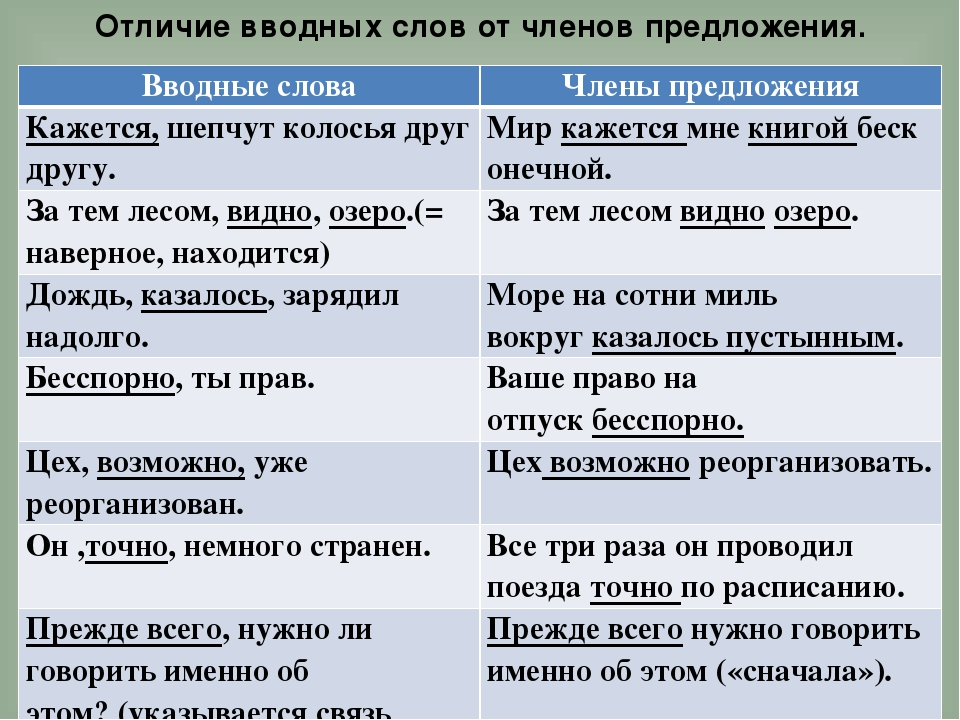 Отличие вводных слов от членов предложения.
Вводные слова
Члены предложения
Кажется, шепчут колосья друг
другу.
Мир кажется мне книгой беск
онечной.
За тем лесом, видно, озеро.(=
наверное, находится)
За тем лесом видно озеро.
Дождь, казалось, зарядил
надолго.
Море на сотни миль
вокруг казалось пустынным.
Бесспорно, ты прав.
Ваше право на
отпуск бесспорно.
Цех, возможно, уже
реорганизован.
Цех возможно реорганизовать.
Он ,точно, немного странен.
Все три раза он проводил
поезда точно по расписанию.
Прежде всего, нужно ли
говорить именно об
этом? (указывается связь
Прежде всего нужно говорить
именно об этом («сначала»).